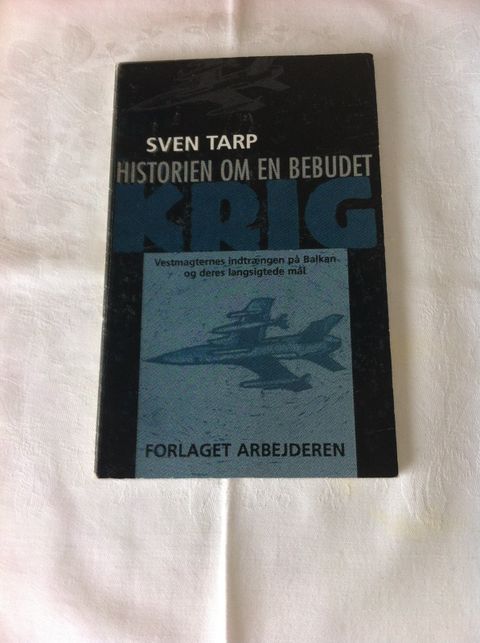 SVEN TARP
HISTORIEN OM EN BEBUDET
KRIG
Vestmagternes indtrængen på Balkan
og deres langsigtede mål
FORLAGET ARBEJDEREN